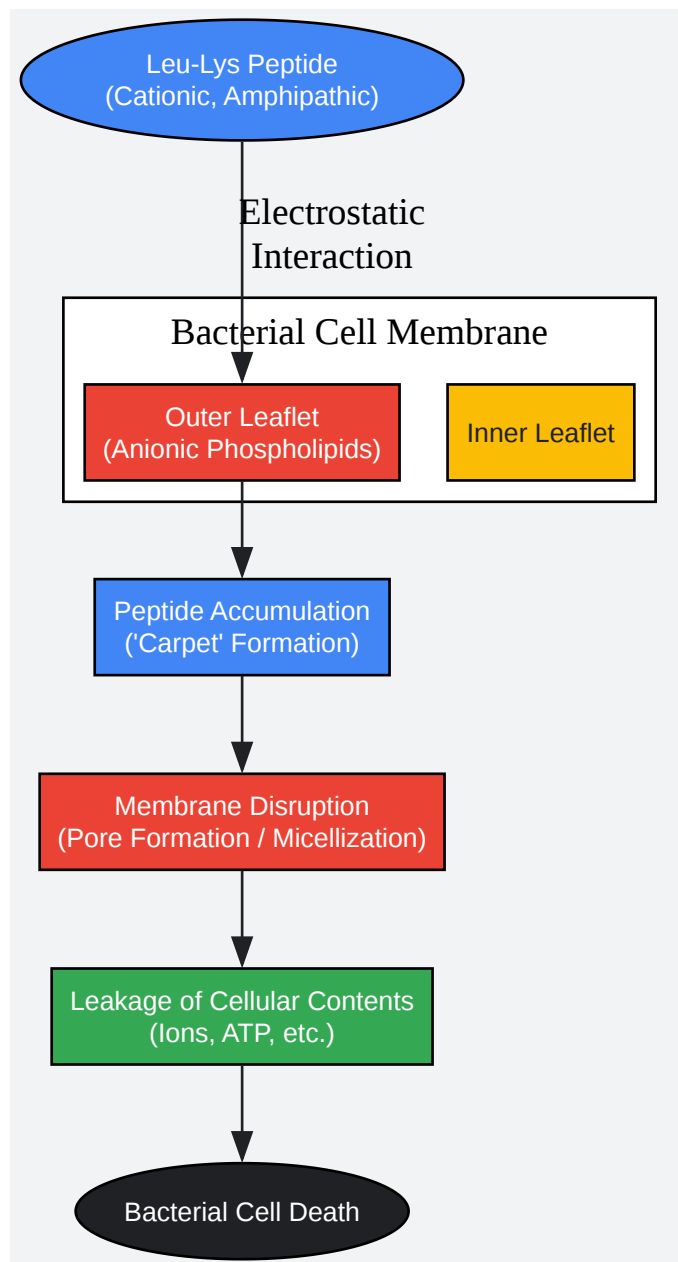 Leu-Lys Peptide
(Cationic, Amphipathic)
Electrostatic
Interaction
Bacterial Cell Membrane
Outer Leaflet
(Anionic Phospholipids)
Inner Leaflet
Peptide Accumulation
('Carpet' Formation)
Membrane Disruption
(Pore Formation / Micellization)
Leakage of Cellular Contents
(Ions, ATP, etc.)
Bacterial Cell Death